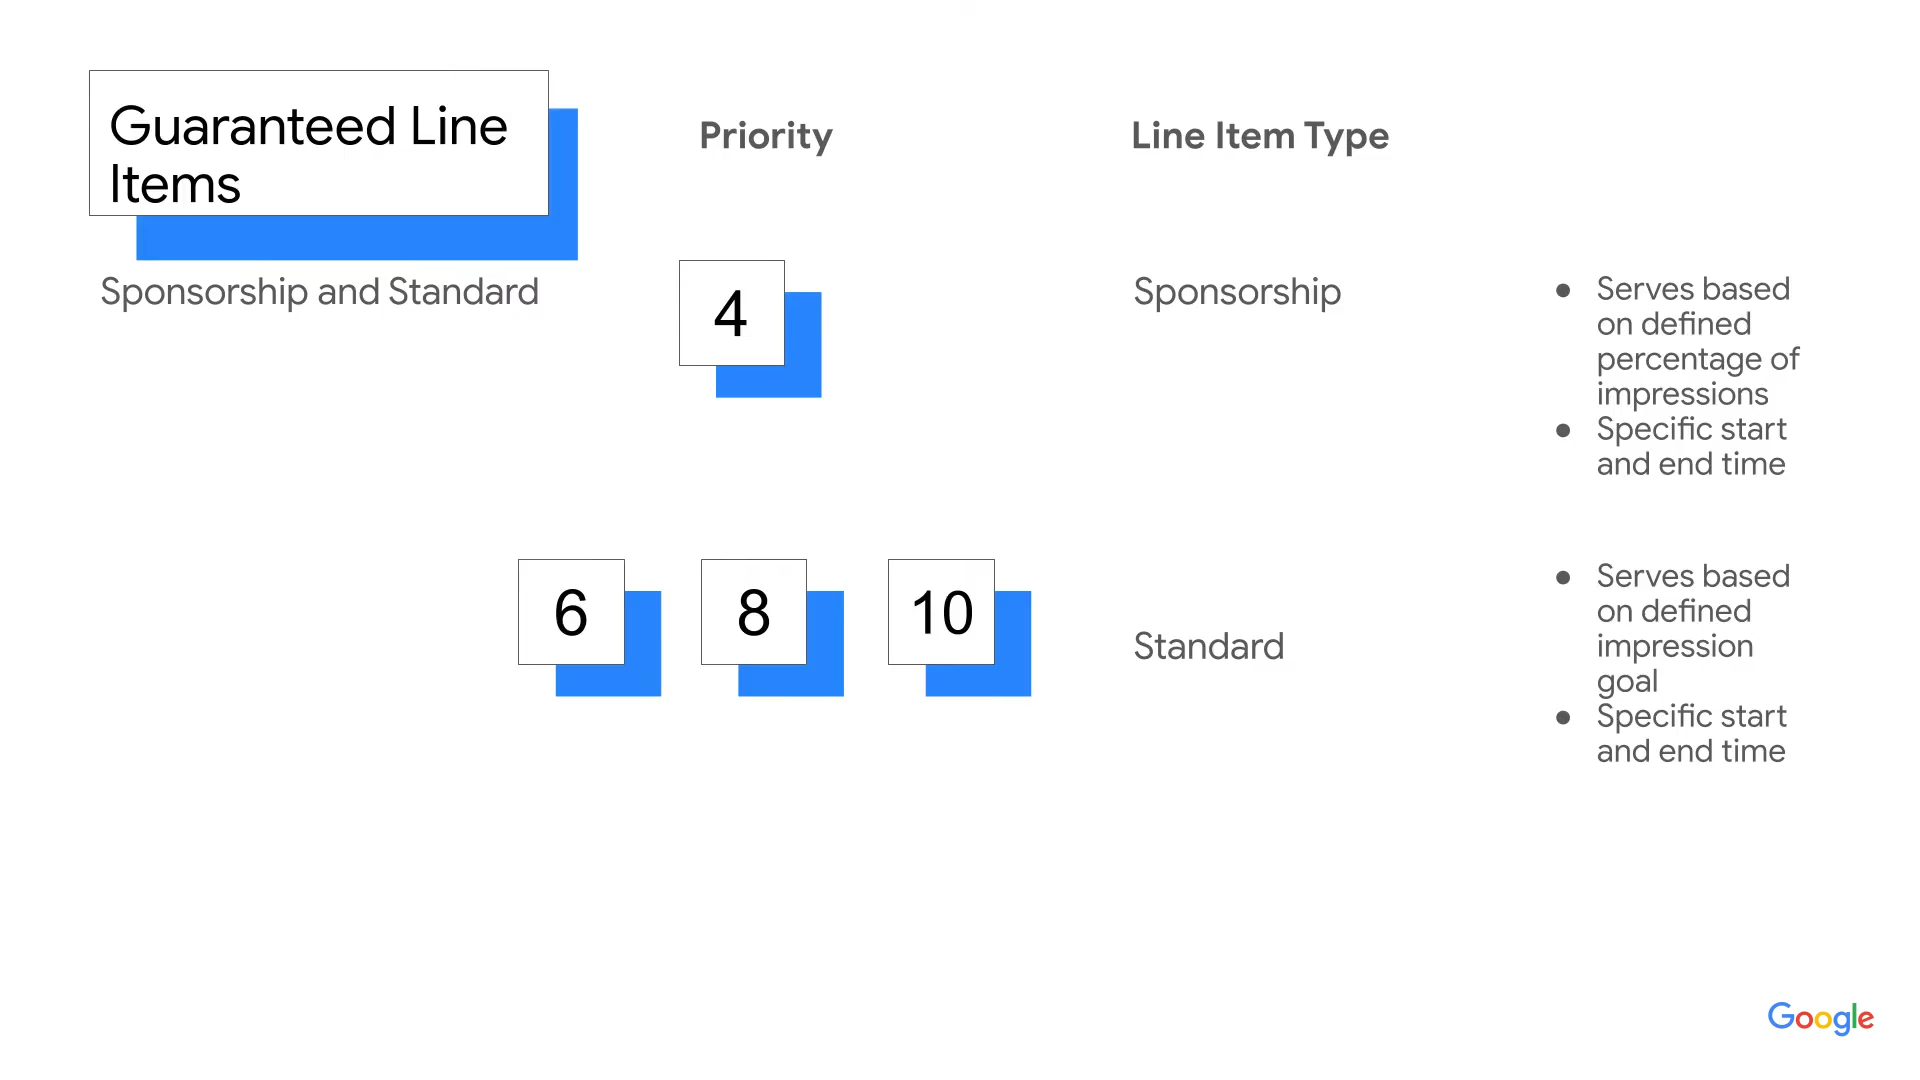 Guaranteed Line
Items
Priority
Line Item Type
Sponsorship and Standard
4
Sponsorship
● Serves based
on defined
percentage of
impressions
● Specific start
and end time
6
8
10
Standard
● Serves based
on defined
impression
goal
● Specific start
and end time
Google